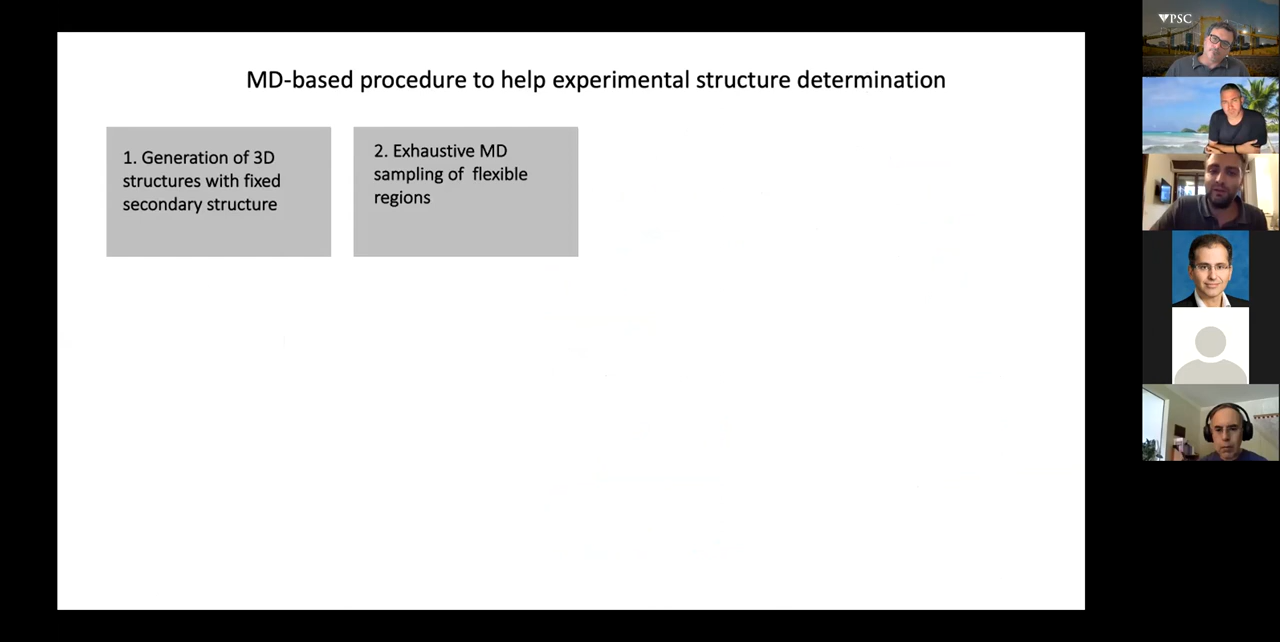 MD-based procedure to help experimental structure determination
1. Generation of 3D
structures with fixed
secondary structure
2. Exhaustive MD
sampling of flexible
regions
PSC